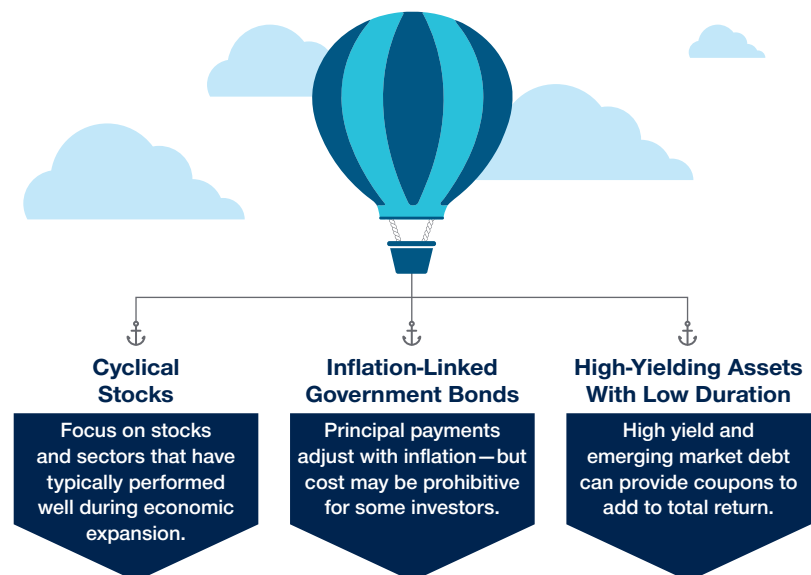 Cyclical
Stocks
Focus on stocks
and sectors that have
typically performed
well during economic
expansion.
Inflation-Linked
Government Bonds
Principal payments
adjust with inflation—but
cost may be prohibitive
for some investors.
High-Yielding Assets
With Low Duration
High yield and
emerging market debt
can provide coupons to
add to total return.